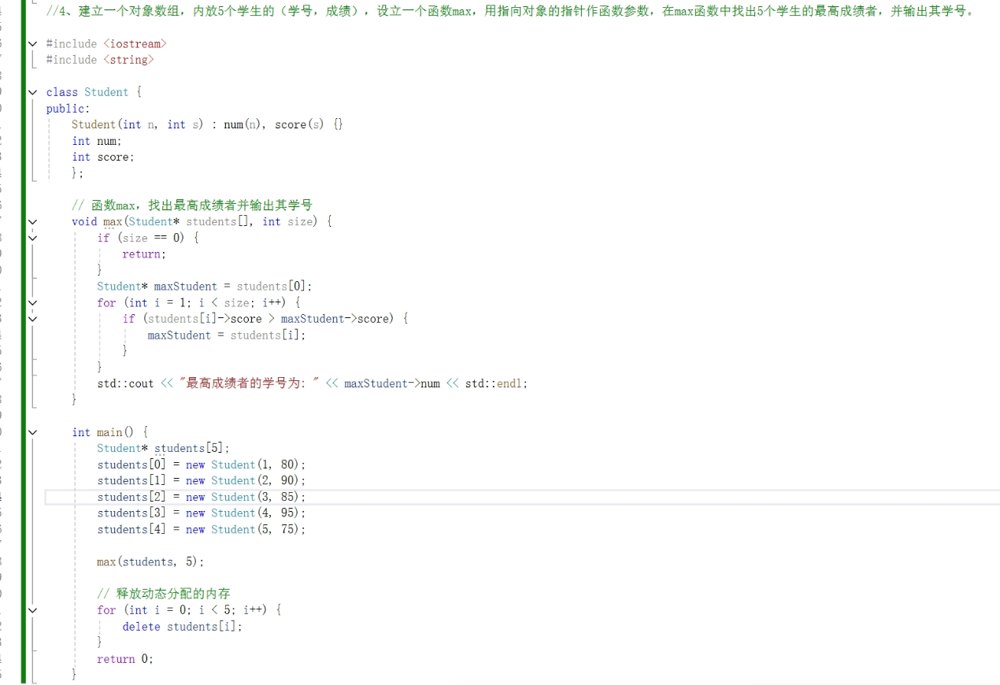 //4、建立一个对象数组，内放5个学生的（学号，成绩），设立一个函数max，用指向对象的指针作函数参数，在max函数中找出5个学生的最高成绩者，并输出其学号。
#include <iostream>
#include <string>
class Student {
public:
Student(int n, int s) : num(n), score(s) {}
int num;
int score;
};
// 函数max，找出最高成绩者并输出其学号
void max(Student* students[], int size) {
if (size == 0) {
return;
}
Student* maxStudent = students[0];
for (int i = 1; i < size; i++) {
if (students[i]->score > maxStudent->score) {
maxStudent = students[i];
}
}
std::cout << "最高成绩者的学号为: " << maxStudent->num << std::endl;
}
int main() {
Student* students[5];
students[0] = new Student(1, 80);
students[1] = new Student(2, 90);
students[2] = new Student(3, 85);
students[3] = new Student(4, 95);
students[4] = new Student(5, 75);
max(students, 5);
// 释放动态分配的内存
for (int i = 0; i < 5; i++) {
delete students[i];
}
return 0;
}